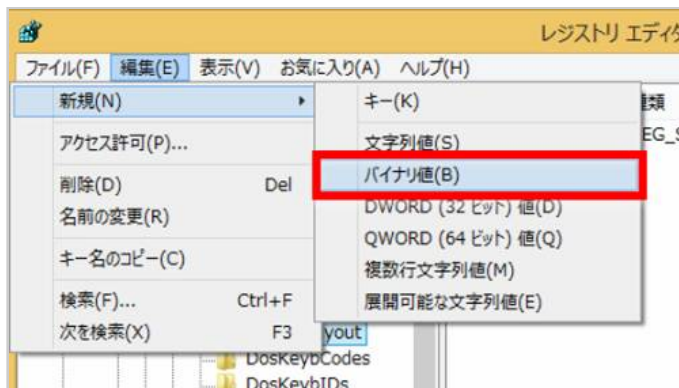 レジストリ エディタ
ファイル(F) 編集(E) 表示(V) お気に入り(A) ヘルプ(H)
新規(N)
キー(K)
類
アクセス許可(P)...
文字列値(S)
EG_S
バイナリ値(B)
削除(D) Del
DWORD (32 ビット) 値(D)
名前の変更(R)
QWORD (64 ビット) 値(Q)
キー名のコピー(C)
複数行文字列値(M)
検索(F)... Ctrl+F
展開可能な文字列値(E)
次を検索(X) F3
yout
DosKeybCodes
DosKeybIDs